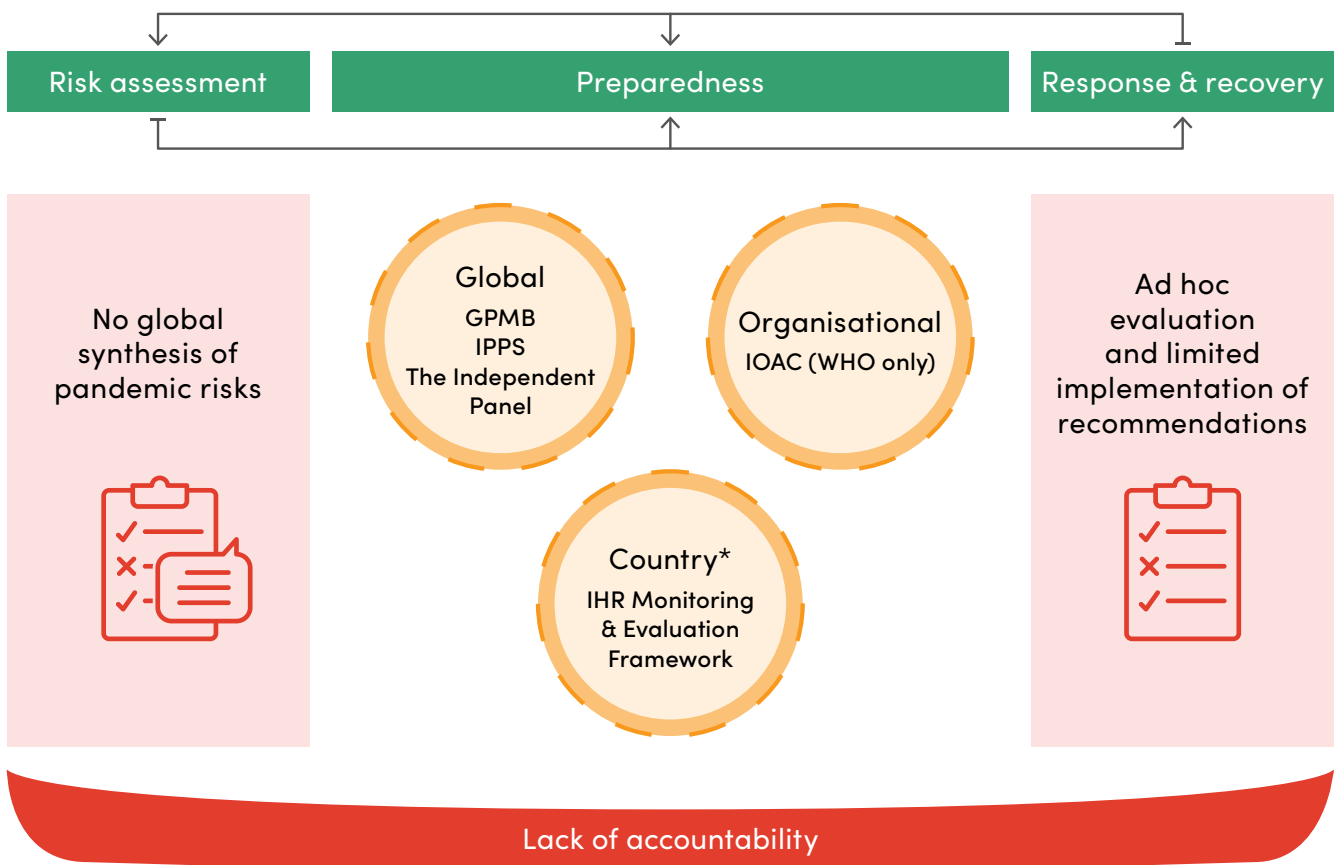 Risk assessment
Preparedness
Response & recovery
No global
synthesis of
pandemic risks
Global
GPMB
IPPS
The Independent
Panel
Organisational
IOAC (WHO only)
Country*
IHR Monitoring
& Evaluation
Framework
Ad hoc
evaluation
and limited
implementation of
recommendations
Lack of accountability